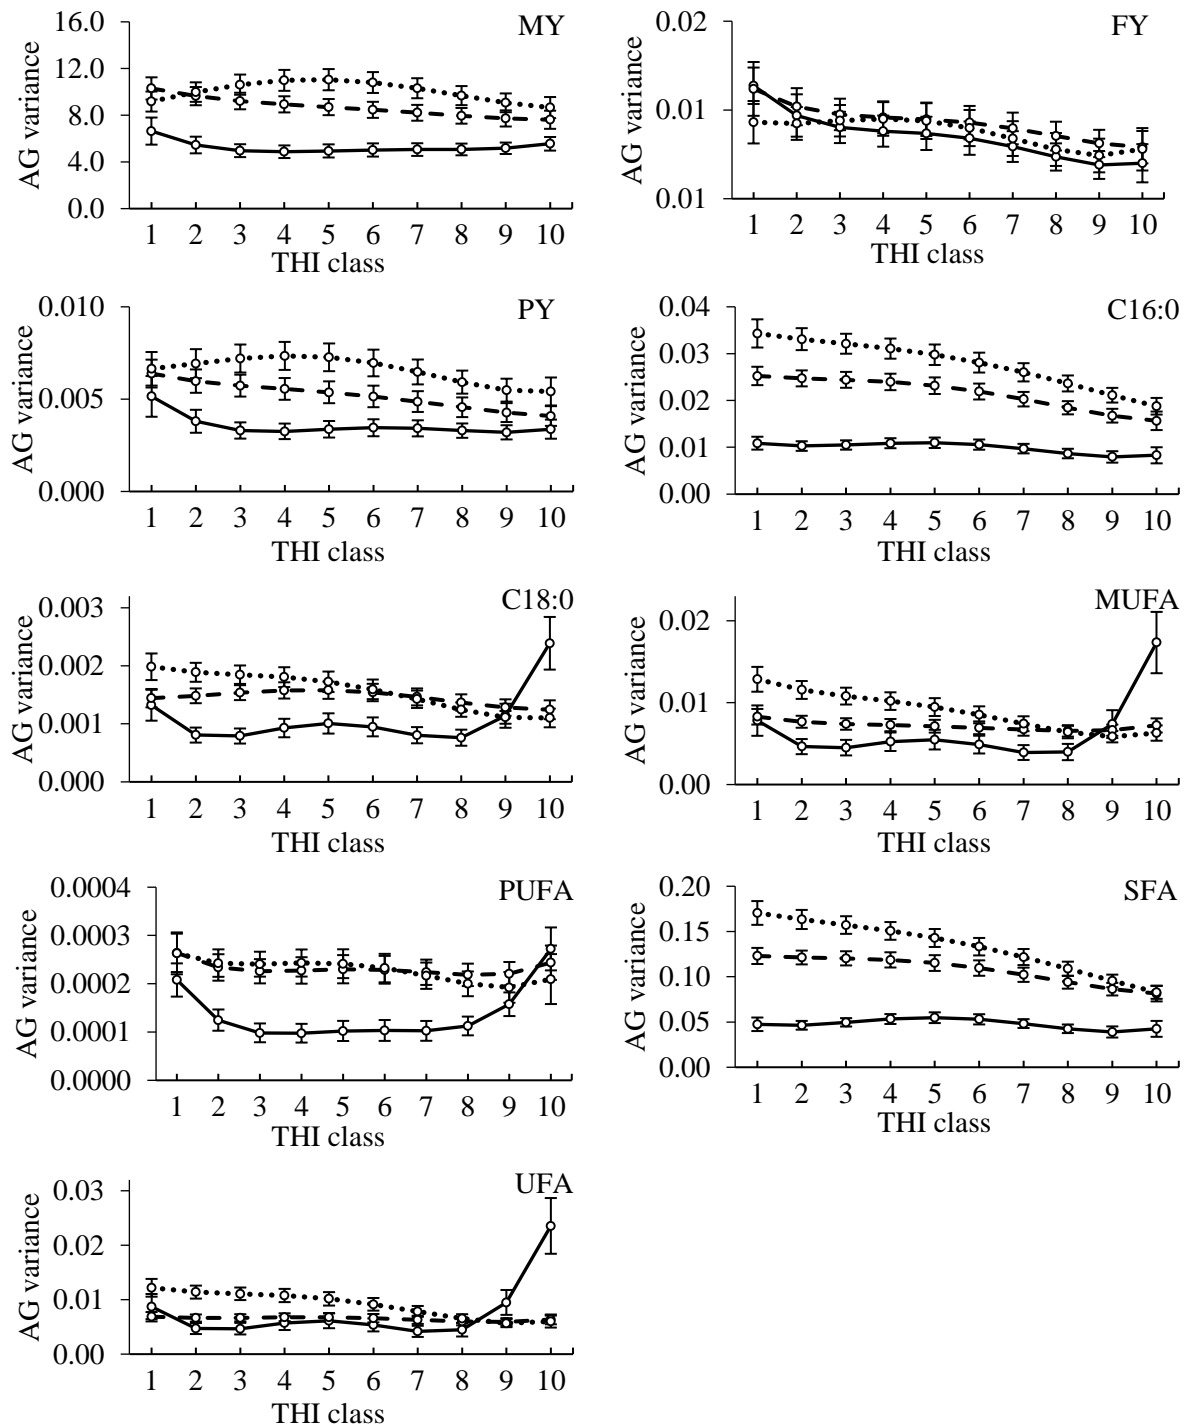 MY
AG variance
16.0
12.0
8.0
4.0
0.0
1 2 3 4 5 6 7 8 9 10
THI class
FY
AG variance
0.02
0.01
0.01
1 2 3 4 5 6 7 8 9 10
THI class
PY
AG variance
0.010
0.005
0.000
1 2 3 4 5 6 7 8 9 10
THI class
C16:0
AG variance
0.04
0.03
0.02
0.01
0.00
1 2 3 4 5 6 7 8 9 10
THI class
C18:0
AG variance
0.003
0.002
0.001
0.000
1 2 3 4 5 6 7 8 9 10
THI class
MUFA
AG variance
0.02
0.01
0.00
1 2 3 4 5 6 7 8 9 10
THI class
PUFA
AG variance
0.0004
0.0003
0.0002
0.0001
0.0000
1 2 3 4 5 6 7 8 9 10
THI class
SFA
AG variance
0.20
0.15
0.10
0.05
0.00
1 2 3 4 5 6 7 8 9 10
THI class
UFA
AG variance
0.03
0.02
0.01
0.00
1 2 3 4 5 6 7 8 9 10
THI class